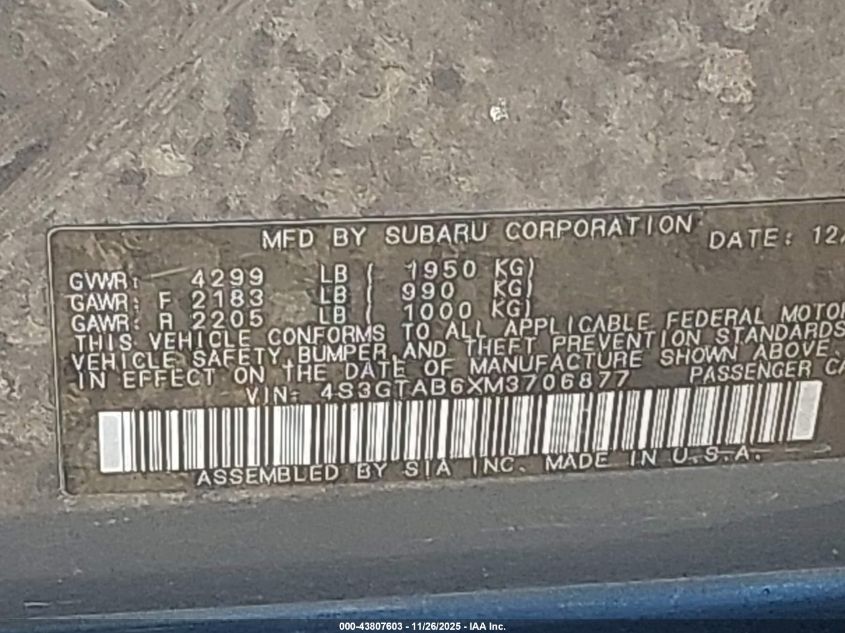 MFD BY SUBARU CORPORATION DATE: 12/
GVWR: 4299 LB ( 1950 KG)
GAWR: F 2183 LB ( 990 KG)
GAWR: R 2205 LB ( 1000 KG)
THIS VEHICLE CONFORMS TO ALL APPLICABLE FEDERAL MOTOR
VEHICLE SAFETY, BUMPER, AND THEFT PREVENTION STANDARDS
IN EFFECT ON THE DATE OF MANUFACTURE SHOWN ABOVE.
VIN: 4S3GTAB6XM3706877 PASSENGER CA
ASSEMBLED BY SIA INC. MADE IN U.S.A.
000-43807603 - 11/26/2025 - IAA Inc.